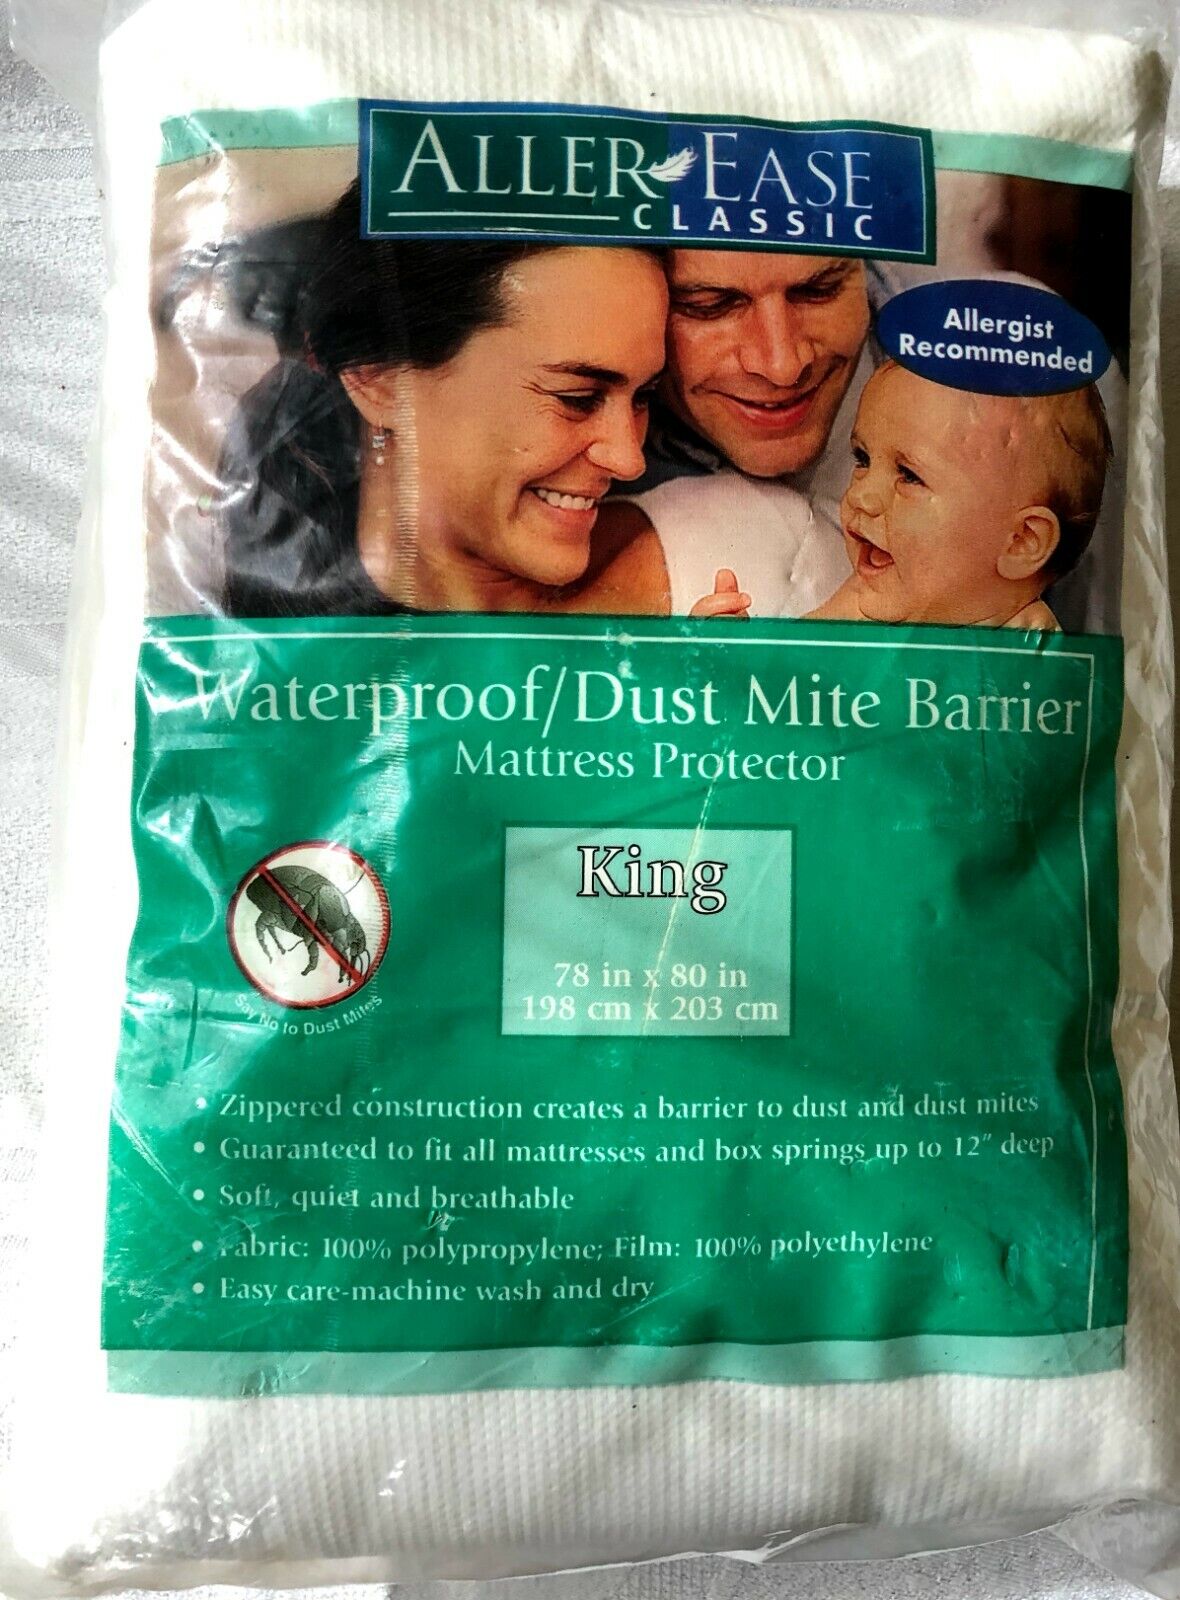 ALLER EASE
CLASSIC
Allergist
Recommended
Waterproof/Dust Mite Barrier
Mattress Protector
King
78 in x 80 in
198 cm x 203 cm
Say No to Dust Mites
• Zippered construction creates a barrier to dust and dust mites
• Guaranteed to fit all mattresses and box springs up to 12" deep
• Soft, quiet and breathable
• Fabric: 100% polypropylene; Film: 100% polyethylene
• Easy care-machine wash and dry